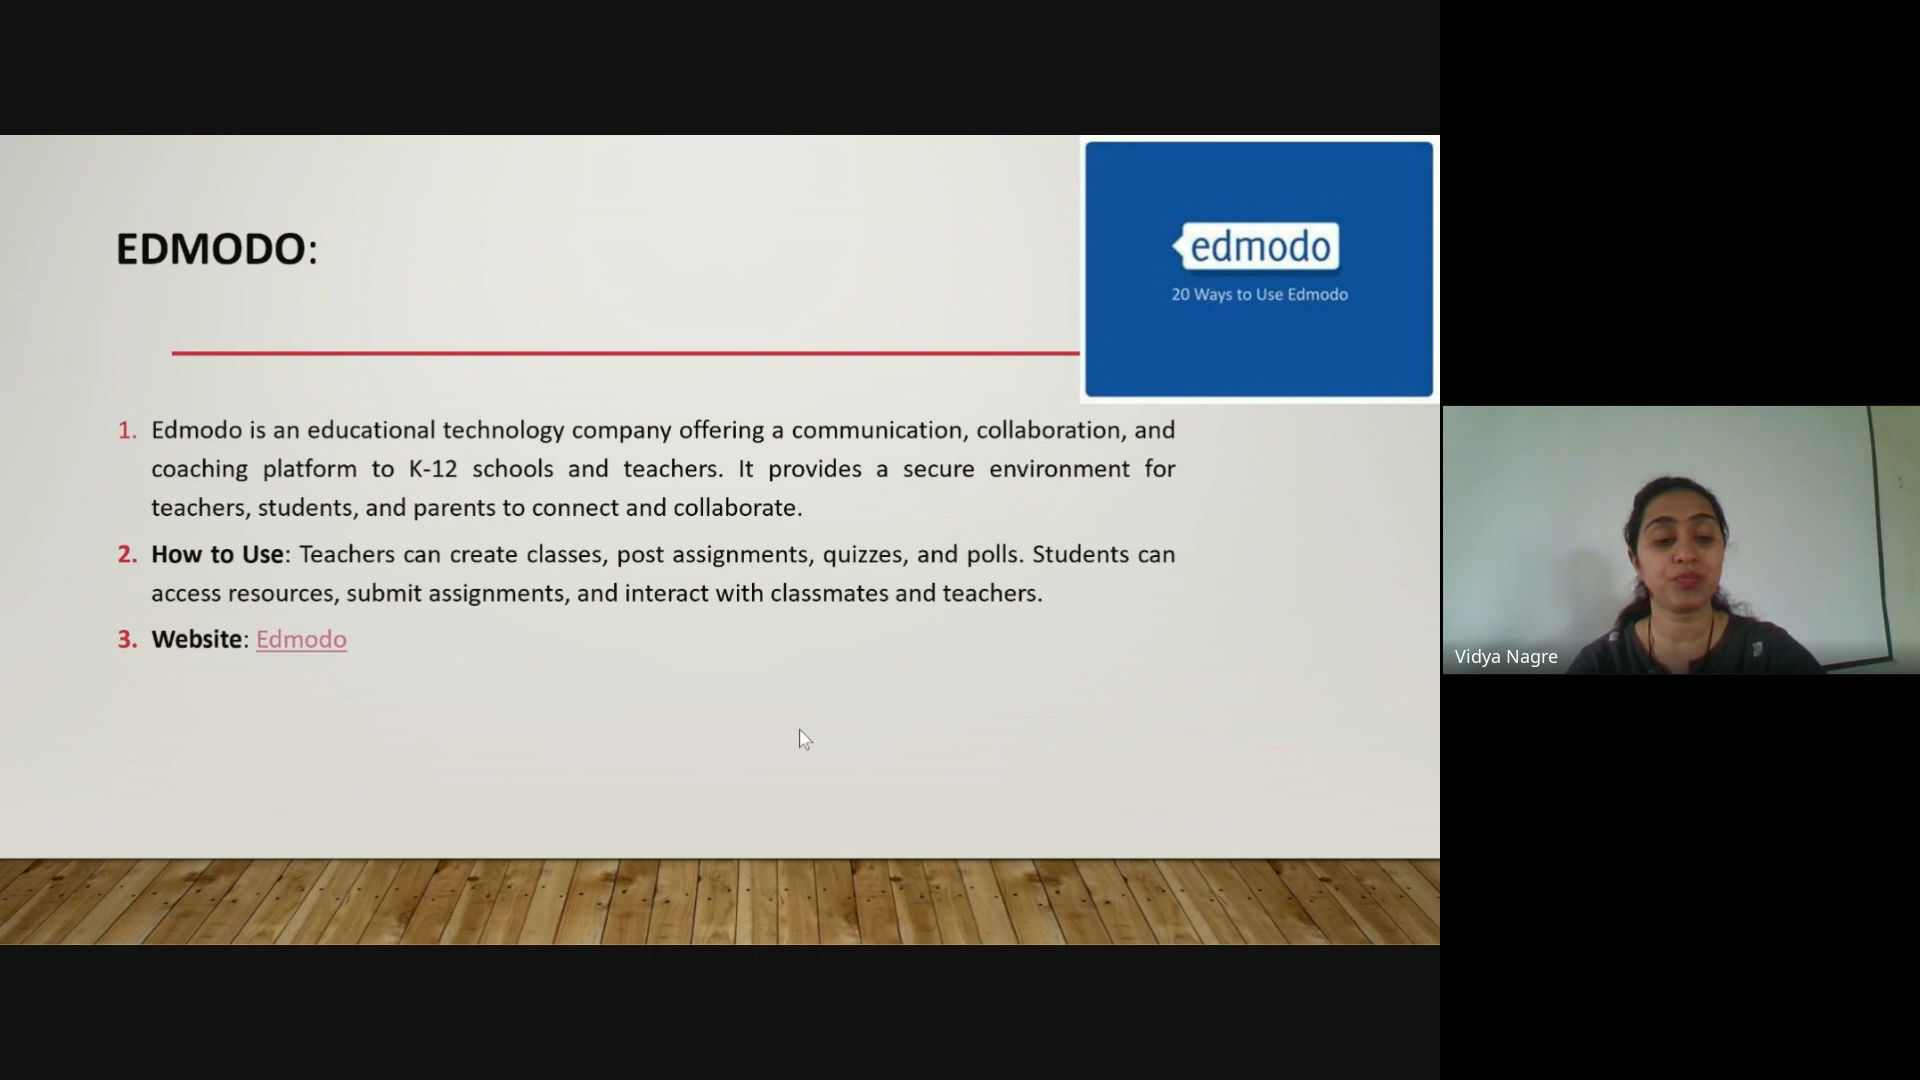 EDMODO:
edmodo
20 Ways to Use Edmodo
1. Edmodo is an educational technology company offering a communication, collaboration, and
coaching platform to K-12 schools and teachers. It provides a secure environment for
teachers, students, and parents to connect and collaborate.
2. How to Use: Teachers can create classes, post assignments, quizzes, and polls. Students can
access resources, submit assignments, and interact with classmates and teachers.
3. Website: Edmodo
Vidya Nagre